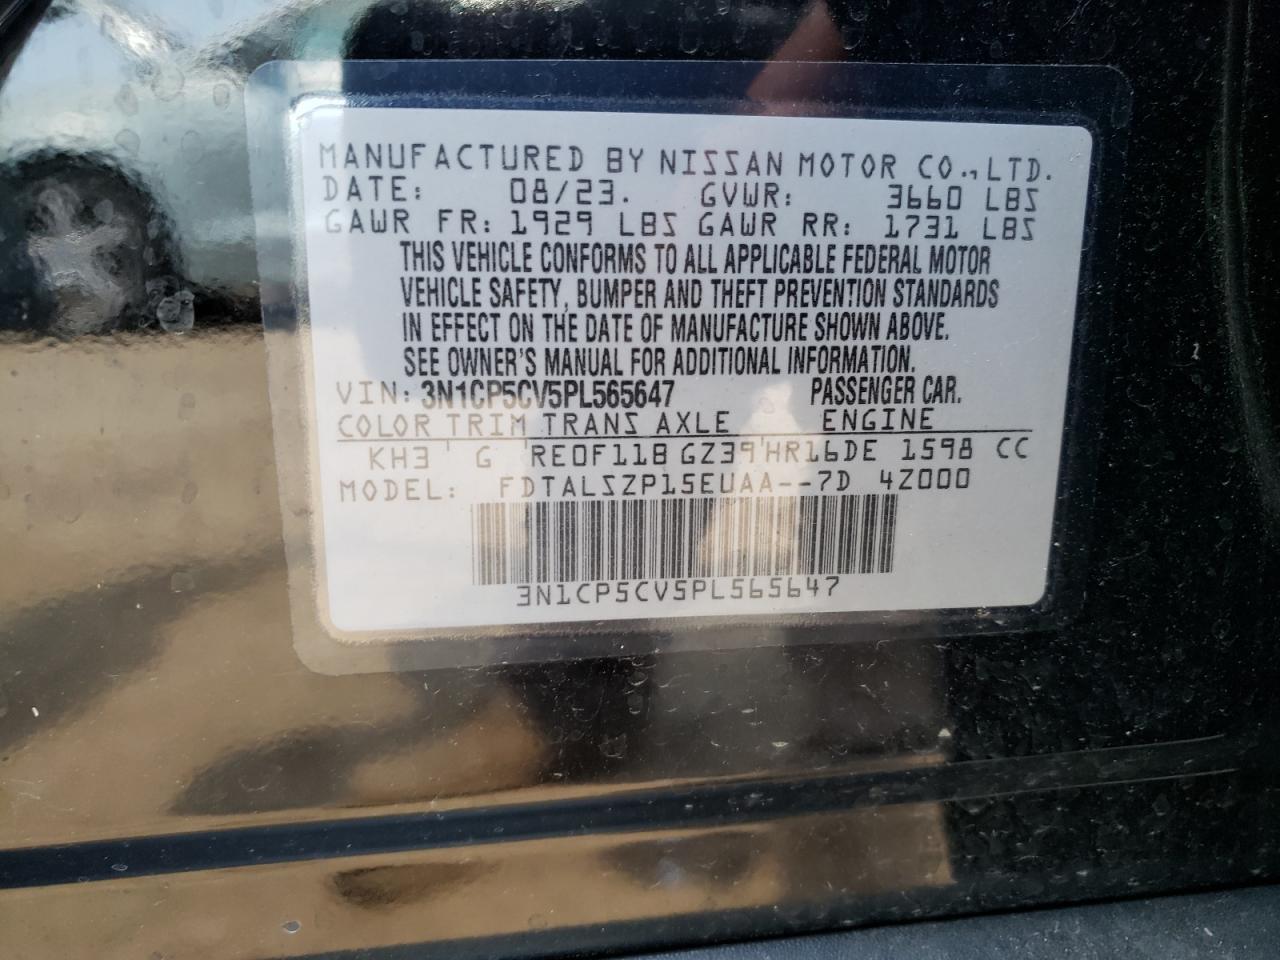 MANUFACTURED BY NISSAN MOTOR CO., LTD.
DATE: 08/23. GVWR: 3660 LBS
GAWR FR: 1929 LBS GAWR RR: 1731 LBS
THIS VEHICLE CONFORMS TO ALL APPLICABLE FEDERAL MOTOR
VEHICLE SAFETY, BUMPER AND THEFT PREVENTION STANDARDS
IN EFFECT ON THE DATE OF MANUFACTURE SHOWN ABOVE.
SEE OWNER'S MANUAL FOR ADDITIONAL INFORMATION.
VIN: 3N1CP5CV5PL565647 PASSENGER CAR.
COLOR TRIM TRANS AXLE ENGINE
KH3 G RE0F11B GZ39 HR16DE 1598 CC
MODEL: FDTALSZP15EUAA--7D 4Z000
3N1CP5CV5PL565647